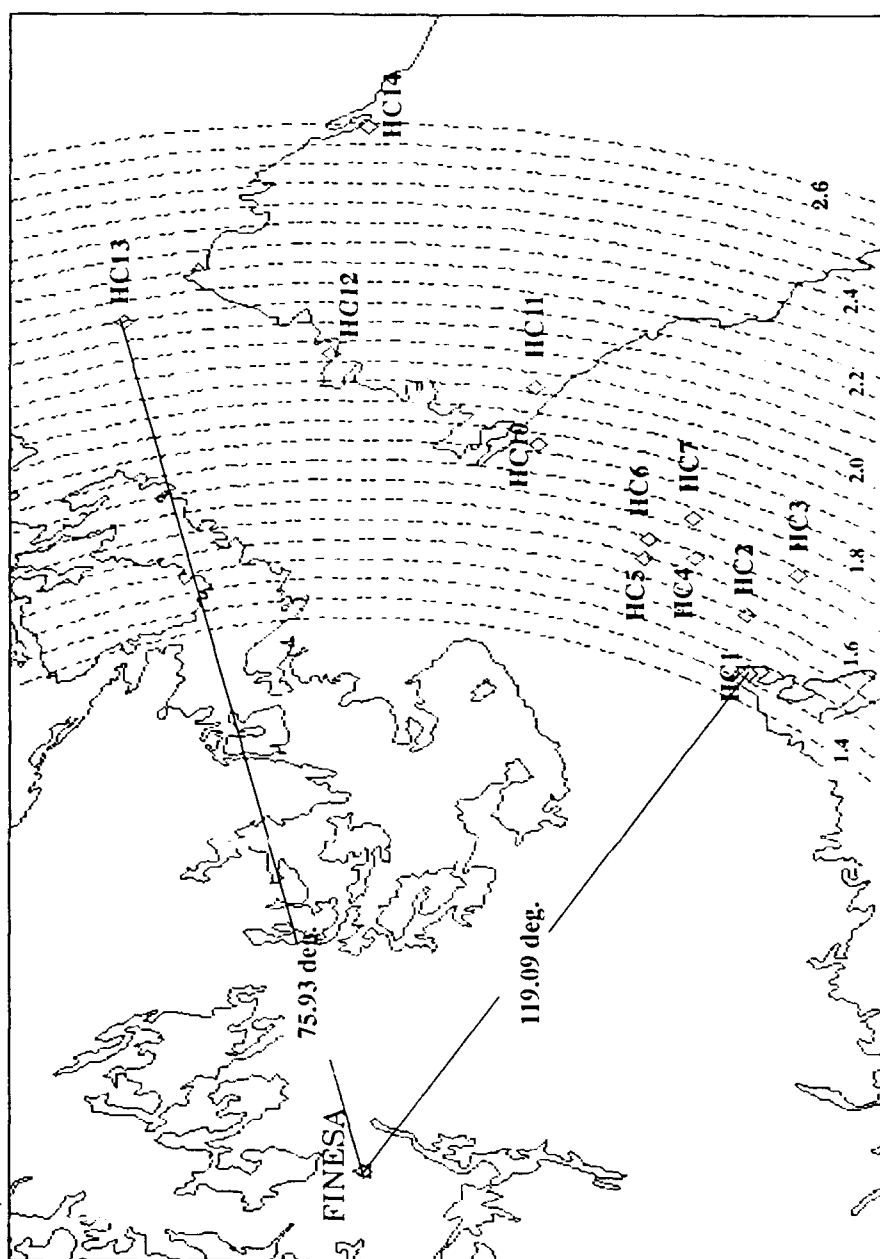 HC14
HC13
HC12
2.6
HC11
2.4
2.2
HC10
2.0
HC6
HC7
HC5
HC4
HC3
HC2
1.8
HC1
1.6
1.4
75.93 deg.
119.09 deg.
FINESA